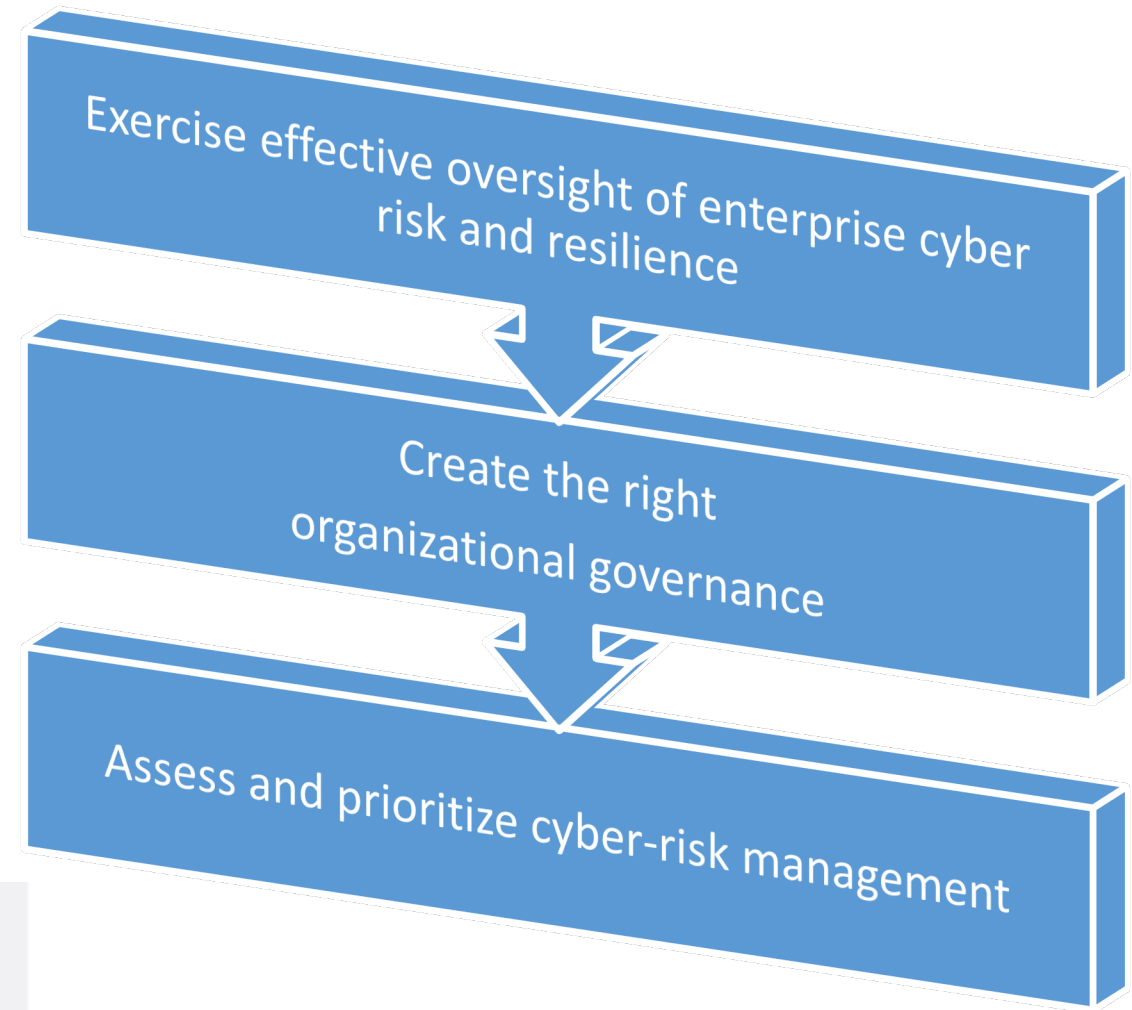 Exercise effective oversight of enterprise cyber
risk and resilience
Create the right
organizational governance
Assess and prioritize cyber-risk management